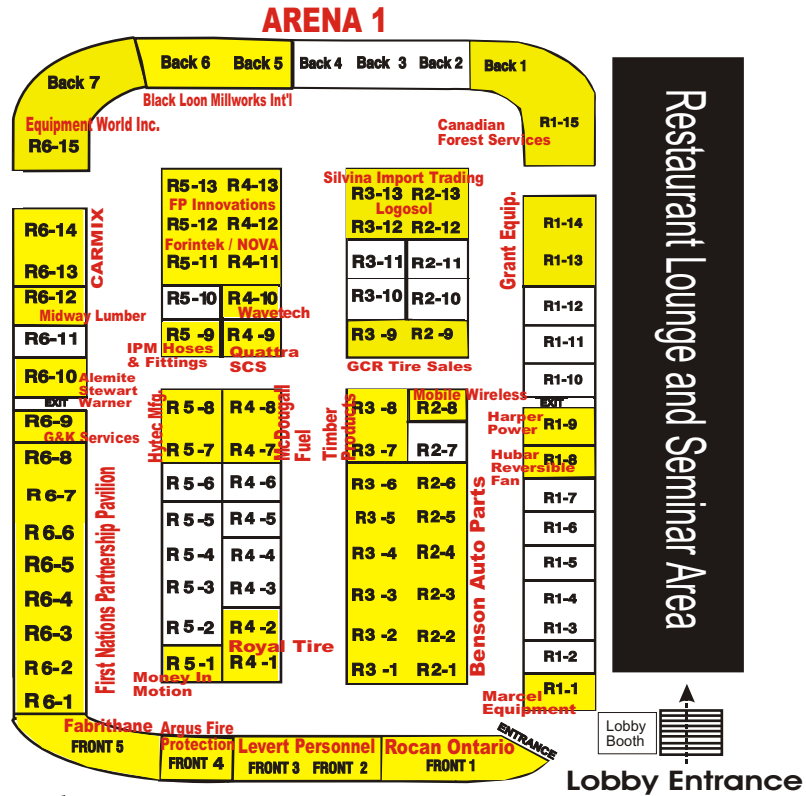 ARENA 1
Back 7
Back 6
Back 5
Back 4
Back 3
Back 2
Back 1
Black Loon Millworks Int'l
Equipment World Inc.
R6-15
Canadian
Forest Services
R1-15
R6-14
R6-13
CARMIX
R6-12
Midway Lumber
R6-11
R6-10
Alemite
Stewart
Warner
EXIT
R6-9
G&K Services
R6-8
R 6-7
R 6-6
R6-5
R6-4
R6-3
R6-2
R 6-1
First Nations Partnership Pavilion
R5-13 R4-13
FP Innovations
R5-12 R4-12
Forintek / NOVA
R5-11 R4-11
R5-10 R4-10
Wavetech
R5 -9 R4 -9
IPM Hoses
& Fittings
Quattra
SCS
Hytec Mfg.
R 5 -8 R4 -8
R 5 -7 R4 -7
McDougall
Fuel
R 5 -6 R4 -6
R 5 -5 R4 -5
R 5 -4 R4 -4
R 5 -3 R4 -3
R 5 -2 R4 -2
Royal Tire
R 5 -1 R4 -1
Money In
Motion
Silvina Import Trading
R3-13 R2-13
Logosol
R3-12 R2-12
R3-11 R2-11
R3-10 R2-10
R3 -9 R2 -9
GCR Tire Sales
Mobile Wireless
Timber
Products
R3 -8 R2-8
R3 -7 R2-7
R3 -6 R2-6
R3 -5 R2-5
R3 -4 R2-4
R3 -3 R2-3
R3 -2 R2-2
R3 -1 R2-1
Benson Auto Parts
Grant Equip.
R1-14
R1-13
R1-12
R1-11
R1-10
EXIT
Harper
Power
R1-9
Hubar
Reversible
Fan
R1-8
R1-7
R1-6
R1-5
R1-4
R1-3
R1-2
R1-1
Marcel
Equipment
Restaurant Lounge and Seminar Area
Fabrithane
FRONT 5
Argus Fire
Protection
FRONT 4
Levert Personnel
FRONT 3 FRONT 2
Rocan Ontario
FRONT 1
ENTRANCE
Lobby
Booth
Lobby Entrance